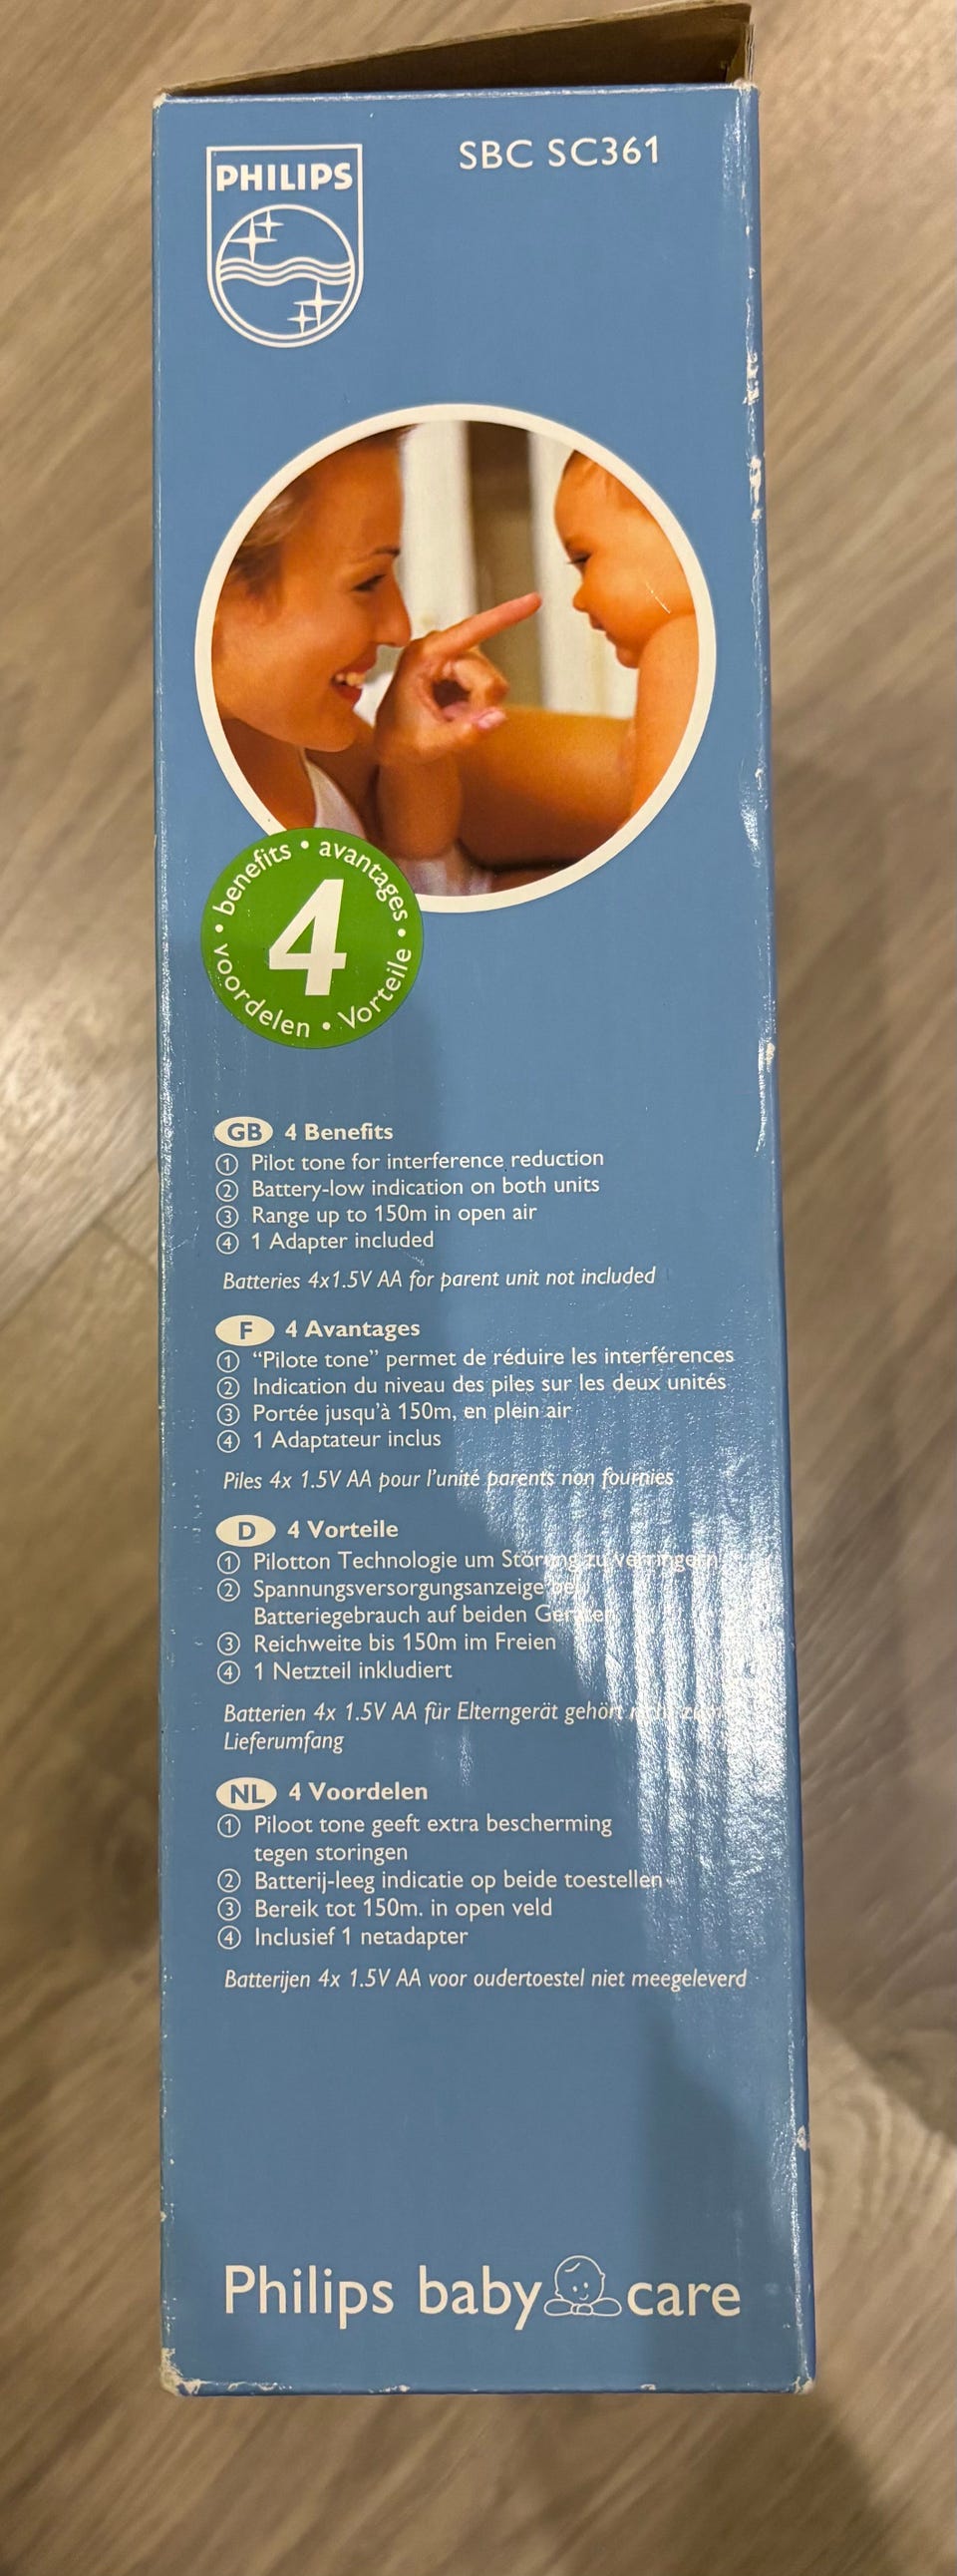 PHILIPS
SBC SC361
benefits • avantages • Vorteile • voordelen •
4
GB 4 Benefits
① Pilot tone for interference reduction
② Battery-low indication on both units
③ Range up to 150m in open air
④ 1 Adapter included
Batteries 4x1.5V AA for parent unit not included
F 4 Avantages
① “Pilote tone” permet de réduire les interférences
② Indication du niveau des piles sur les deux unités
③ Portée jusqu'à 150m, en plein air
④ 1 Adaptateur inclus
Piles 4x 1.5V AA pour l'unité parents non fournies
D 4 Vorteile
① Pilotton Technologie um Störung zu verringern
② Spannungsversorgungsanzeige bei
Batteriegebrauch auf beiden Geräten
③ Reichweite bis 150m im Freien
④ 1 Netzteil inkludiert
Batterien 4x 1.5V AA für Elterngerät gehört nicht zum
Lieferumfang
NL 4 Voordelen
① Piloot tone geeft extra bescherming
tegen storingen
② Batterij-leeg indicatie op beide toestellen
③ Bereik tot 150m. in open veld
④ Inclusief 1 netadapter
Batterijen 4x 1.5V AA voor oudertoestel niet meegeleverd
Philips baby care